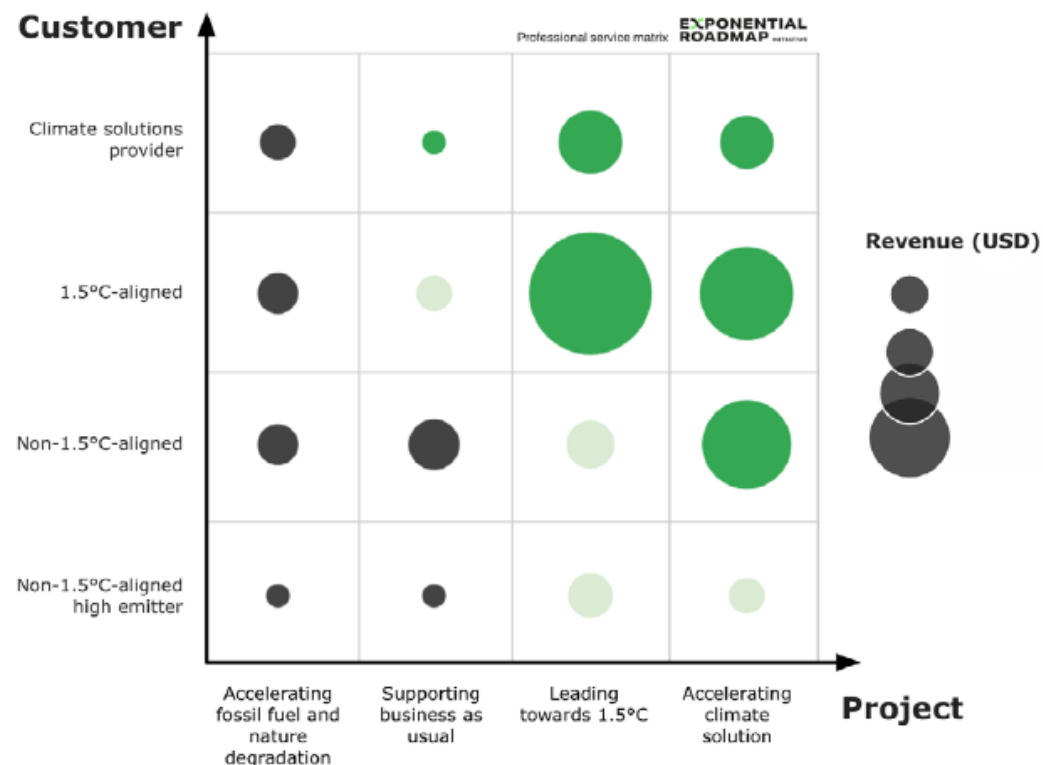 Customer
Professional service matrix
EXPONENTIAL
ROADMAP INITIATIVE
Climate solutions
provider
1.5°C-aligned
Non-1.5°C-aligned
Non-1.5°C-aligned
high emitter
Revenue (USD)
Accelerating
fossil fuel and
nature
degradation
Supporting
business as
usual
Leading
towards 1.5°C
Accelerating
climate
solution
Project